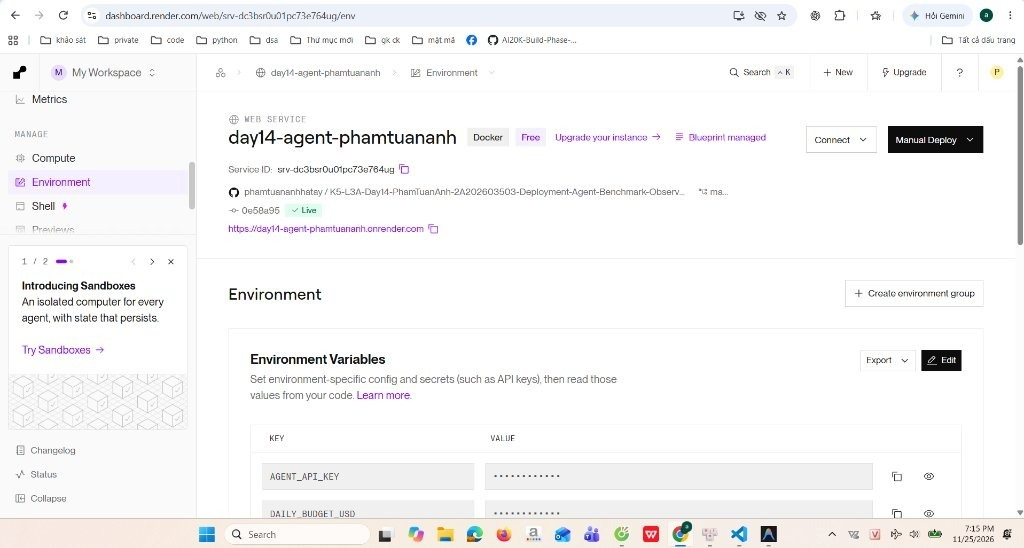 dashboard.render.com/web/srv-dc3bsr0u01pc73e764ug/env
Hỏi Gemini
a
khảo sát
private
code
python
dsa
Thư mục mới
gk ck
mật mã
AI20K-Build-Phase-...
Tất cả dấu trang
M My Workspace
day14-agent-phamtuananh
Environment
Search
K
+ New
Upgrade
?
P
Metrics
MANAGE
Compute
Environment
Shell
Previews
1 / 2
Introducing Sandboxes
An isolated computer for every
agent, with state that persists.
Try Sandboxes →
Changelog
Status
Collapse
WEB SERVICE
day14-agent-phamtuananh
Docker
Free
Upgrade your instance →
Blueprint managed
Connect
Manual Deploy
Service ID: srv-dc3bsr0u01pc73e764ug
phamtuananhhatay / K5-L3A-Day14-PhamTuanAnh-2A202603503-Deployment-Agent-Benchmark-Observ...
ma...
0e58a95
Live
https://day14-agent-phamtuananh.onrender.com
Environment
+ Create environment group
Environment Variables
Export
Edit
Set environment-specific config and secrets (such as API keys), then read those
values from your code. Learn more.
KEY
VALUE
AGENT_API_KEY
••••••••••••
DAILY_BUDGET_USD
••••••••••••
Search
7:15 PM
11/25/2026